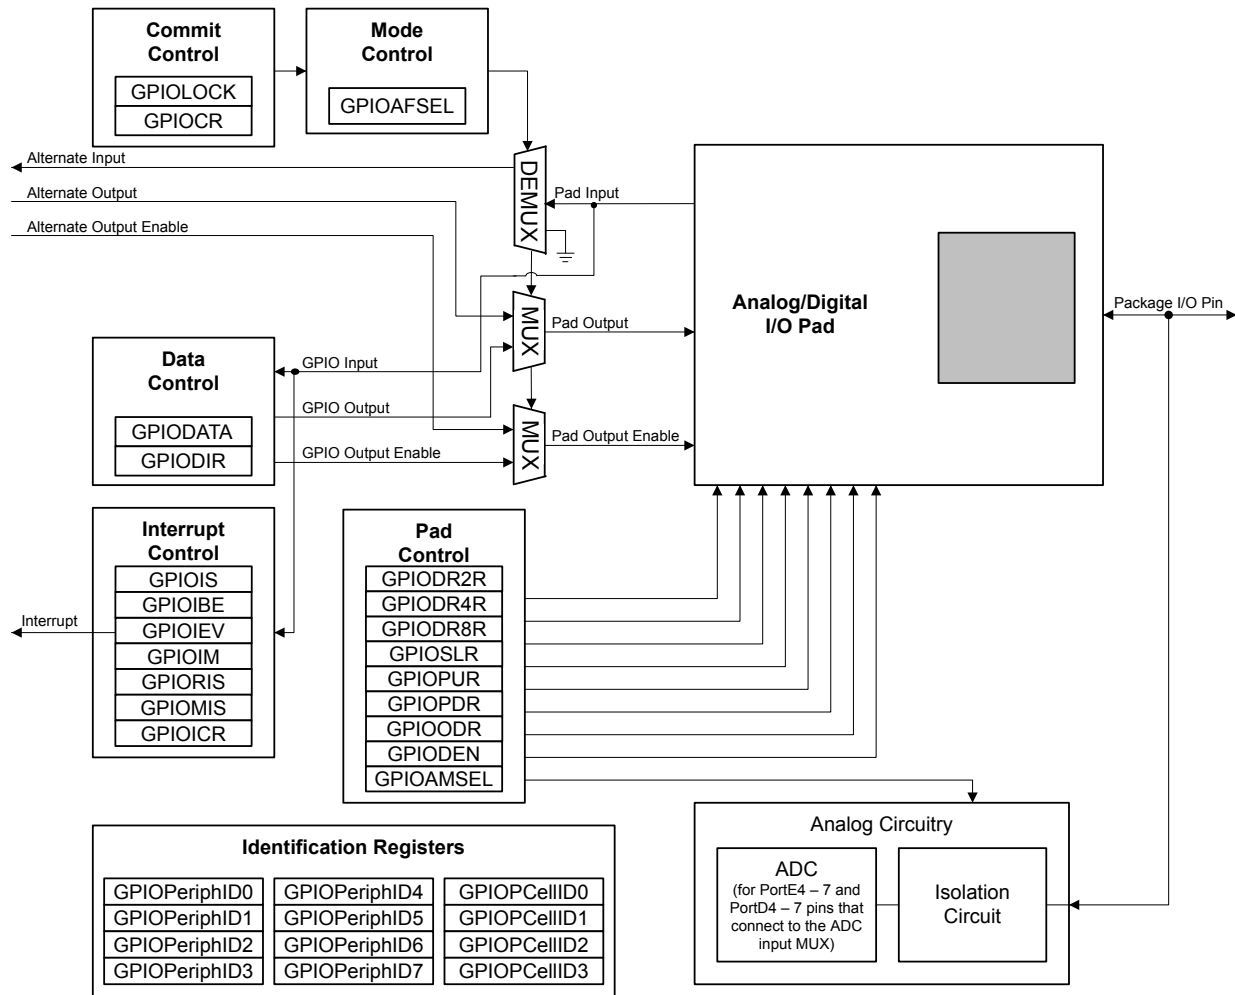 Commit
Control
GPIOLOCK
GPIOCR
Mode
Control
GPIOAFSEL
Alternate Input
Alternate Output
Alternate Output Enable
DEMUX
Pad Input
MUX
Pad Output
MUX
Pad Output Enable
Analog/Digital
I/O Pad
Package I/O Pin
Data
Control
GPIODATA
GPIODIR
GPIO Input
GPIO Output
GPIO Output Enable
Interrupt
Control
GPIOIS
GPIOIBE
GPIOIEV
GPIOIM
GPIORIS
GPIOMIS
GPIOICR
Interrupt
Pad
Control
GPIODR2R
GPIODR4R
GPIODR8R
GPIOSLR
GPIOPUR
GPIOPDR
GPIOODR
GPIODEN
GPIOAMSEL
Analog Circuitry
ADC
(for PortE4 – 7 and
PortD4 – 7 pins that
connect to the ADC
input MUX)
Isolation
Circuit
Identification Registers
GPIOPeriphID0
GPIOPeriphID1
GPIOPeriphID2
GPIOPeriphID3
GPIOPeriphID4
GPIOPeriphID5
GPIOPeriphID6
GPIOPeriphID7
GPIOPCellID0
GPIOPCellID1
GPIOPCellID2
GPIOPCellID3